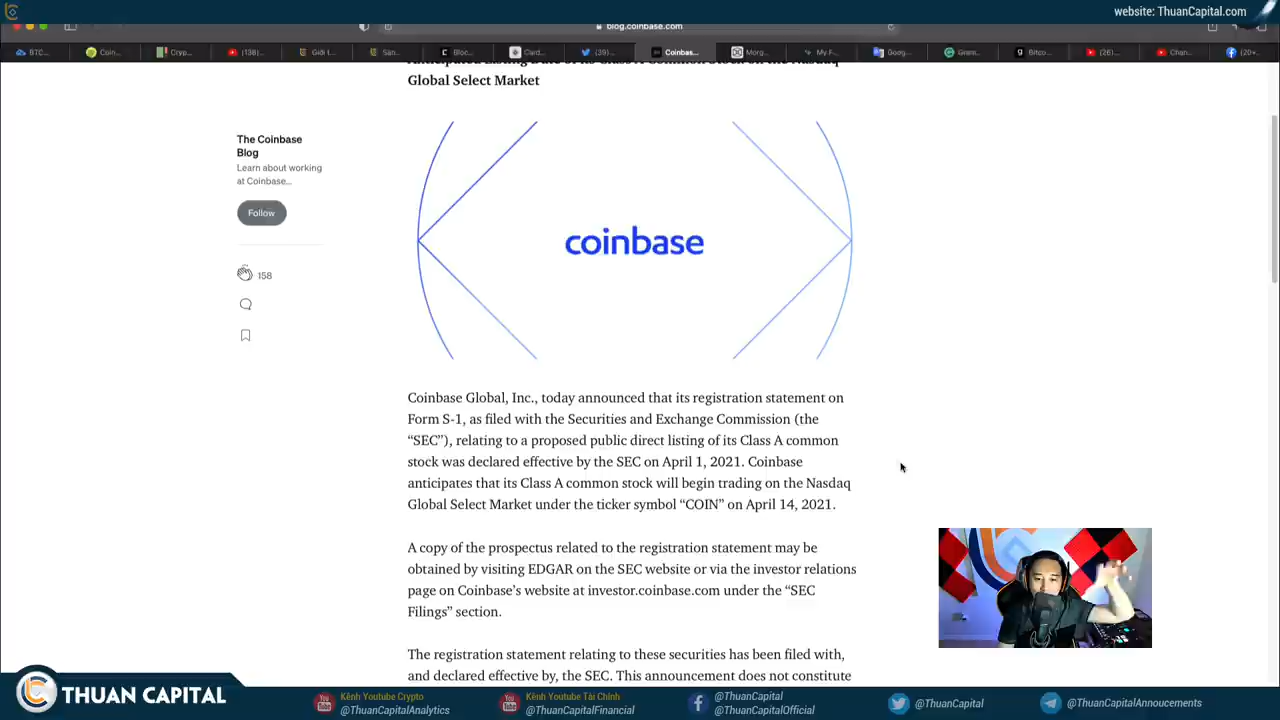 website: ThuanCapital.com
blog.coinbase.com
BTC...
Coin...
Cryp...
(138)
Giới t...
Sàn...
Bloc...
Card...
(39)...
Coinbas...
Morg...
My F...
Goog...
Gram...
Bitco...
(26)...
Chan...
(20+...
Anticipated Listing Date of its Class A Common Stock on the Nasdaq
Global Select Market
The Coinbase
Blog
Learn about working
at Coinbase...
Follow
158
coinbase
Coinbase Global, Inc., today announced that its registration statement on
Form S-1, as filed with the Securities and Exchange Commission (the
“SEC”), relating to a proposed public direct listing of its Class A common
stock was declared effective by the SEC on April 1, 2021. Coinbase
anticipates that its Class A common stock will begin trading on the Nasdaq
Global Select Market under the ticker symbol “COIN” on April 14, 2021.
A copy of the prospectus related to the registration statement may be
obtained by visiting EDGAR on the SEC website or via the investor relations
page on Coinbase’s website at investor.coinbase.com under the “SEC
Filings” section.
The registration statement relating to these securities has been filed with,
and declared effective by, the SEC. This announcement does not constitute
THUAN CAPITAL
Kênh Youtube Crypto
@ThuanCapitalAnalytics
Kênh Youtube Tài Chính
@ThuanCapitalFinancial
@ThuanCapital
@ThuanCapitalOfficial
@ThuanCapital
@ThuanCapitalAnnoucements